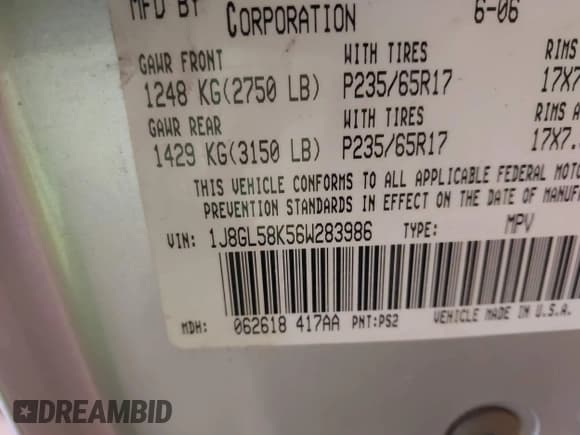 MFD BY CORPORATION 6-06
GAWR FRONT WITH TIRES RIMS
1248 KG(2750 LB) P235/65R17 17X7
GAWR REAR WITH TIRES RIMS A
1429 KG(3150 LB) P235/65R17 17X7.
THIS VEHICLE CONFORMS TO ALL APPLICABLE FEDERAL MOTO
PREVENTION STANDARDS IN EFFECT ON THE DATE OF MANUF
VIN: 1J8GL58K56W283986 TYPE: MPV
MDH: 062618 417AA PNT:PS2 VEHICLE MADE IN U.S.A.
DREAMBID